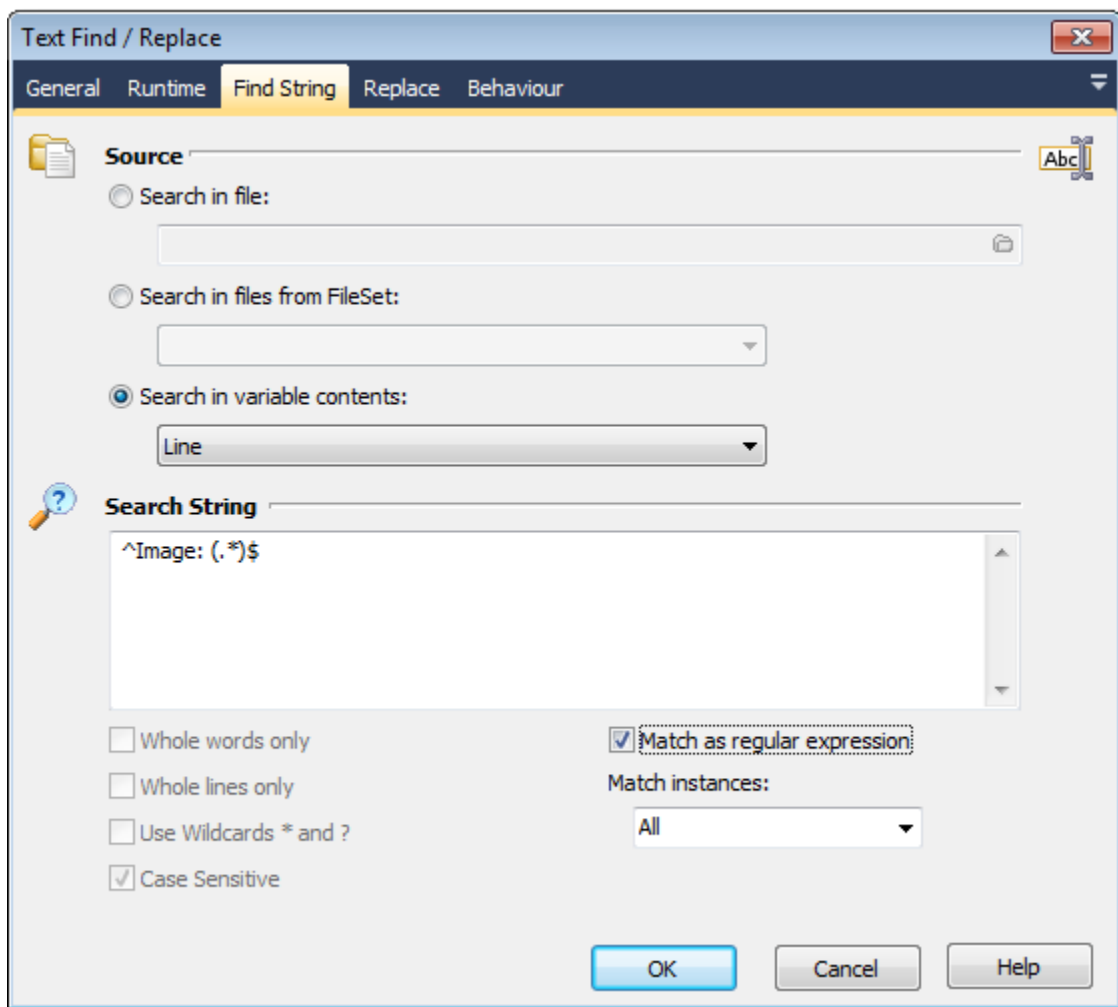 Text Find / Replace
General Runtime Find String Replace Behaviour
Source
Abc
Search in file:
Search in files from FileSet:
Search in variable contents:
Line
Search String
^Image: (.*)$
Whole words only
Match as regular expression
Whole lines only
Match instances:
Use Wildcards * and ?
All
Case Sensitive
OK Cancel Help